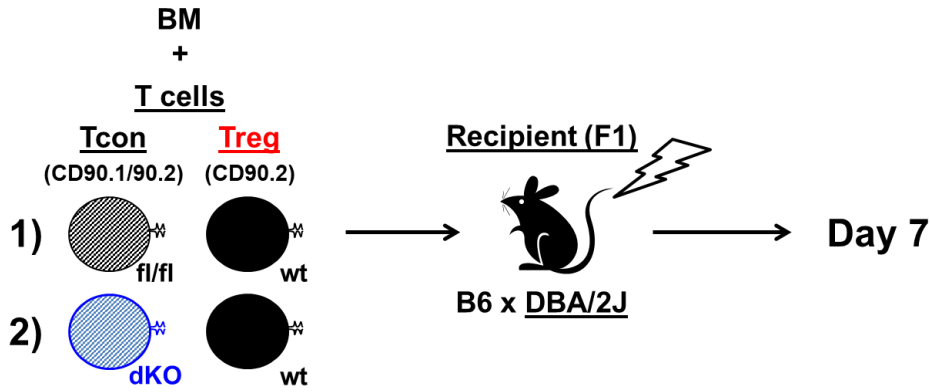 BM
+
T cells
Tcon Treg
(CD90.1/90.2) (CD90.2)
Recipient (F1)
1) fl/fl wt
Day 7
B6 x DBA/2J
2) dKO wt